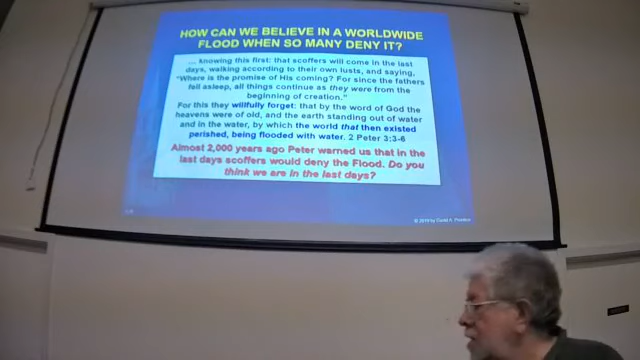 HOW CAN WE BELIEVE IN A WORLDWIDE
FLOOD WHEN SO MANY DENY IT?
... knowing this first: that scoffers will come in the last
days, walking according to their own lusts, and saying,
"Where is the promise of His coming? For since the fathers
fell asleep, all things continue as they were from the
beginning of creation."
For this they willfully forget: that by the word of God the
heavens were of old, and the earth standing out of water
and in the water, by which the world that then existed
perished, being flooded with water. 2 Peter 3:3-6
Almost 2,000 years ago Peter warned us that in the
last days scoffers would deny the Flood. Do you
think we are in the last days?
by David A.